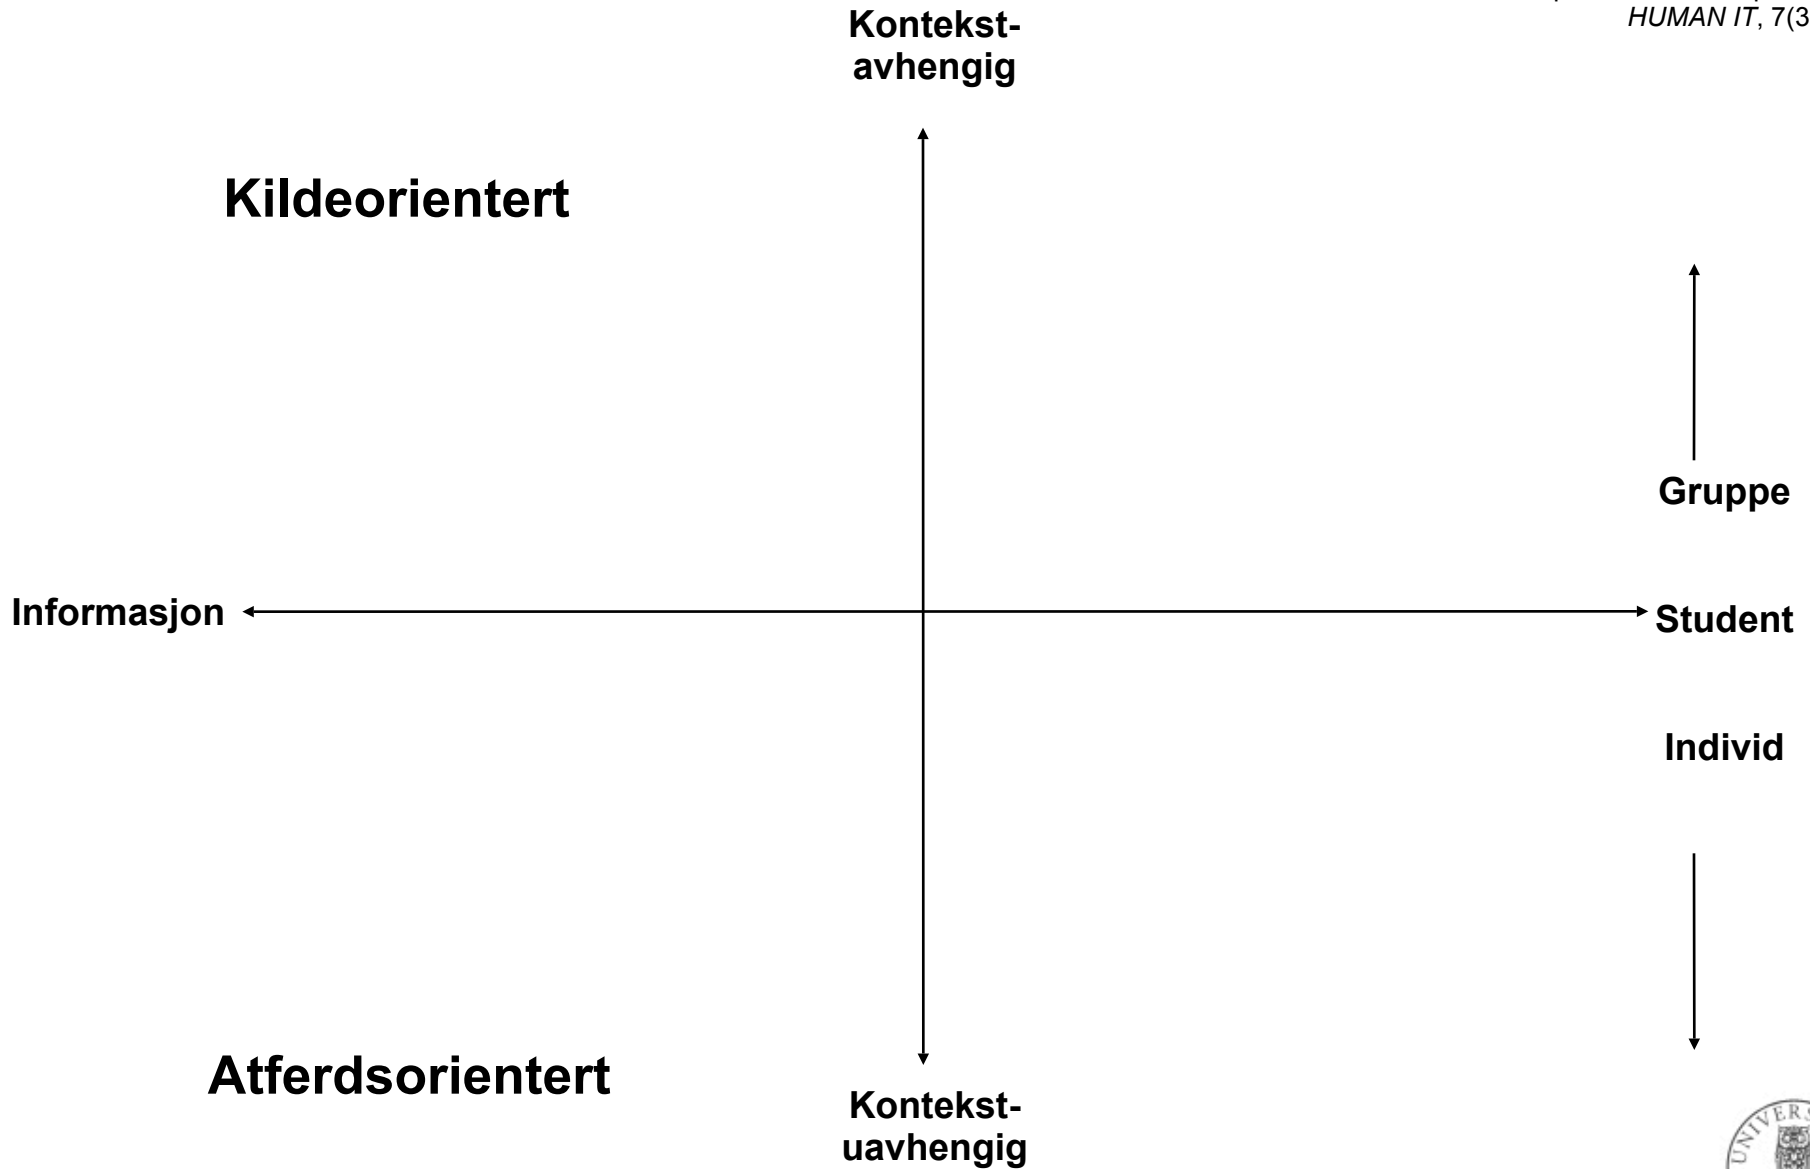 HUMAN IT, 7(3
Kontekst-
avhengig
Kildeorientert
Gruppe
Informasjon
Student
Individ
Atferdsorientert
Kontekst-
uavhengig